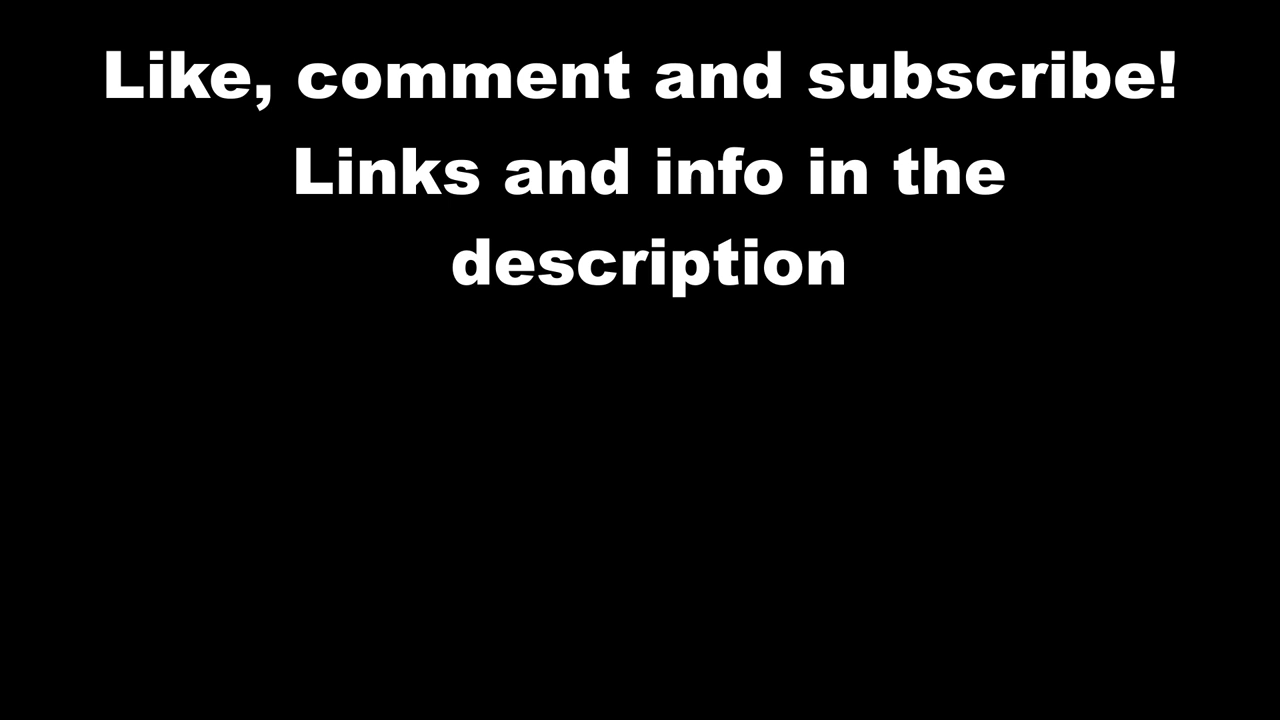 Like, comment and subscribe!
Links and info in the
description